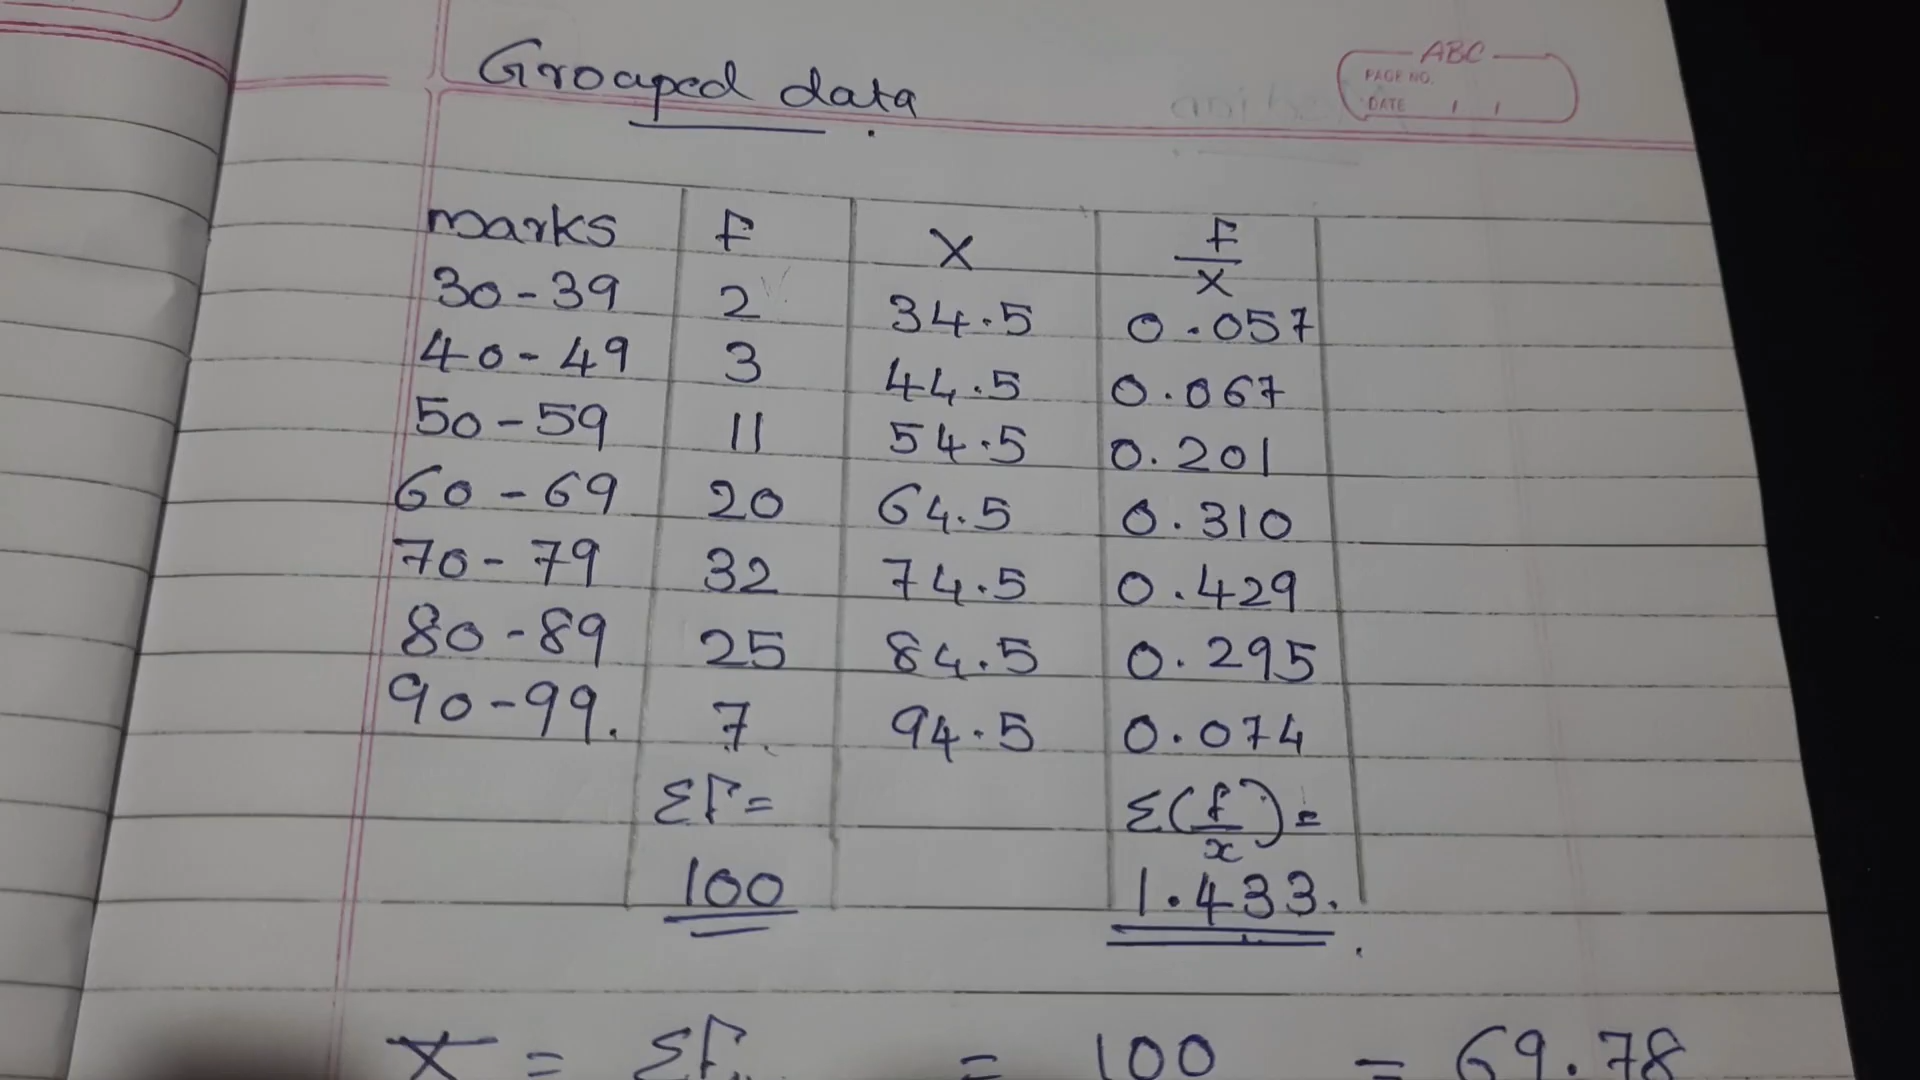 Grouped data
ABC
PAGE NO.
DATE / /
marks F X F/X
30-39 2 34.5 0.057
40-49 3 44.5 0.067
50-59 11 54.5 0.201
60-69 20 64.5 0.310
70-79 32 74.5 0.429
80-89 25 84.5 0.295
90-99. 7. 94.5 0.074
ΣF= Σ(f/x)=
100 1.433.
X̄ = ΣF = 100 = 69.78